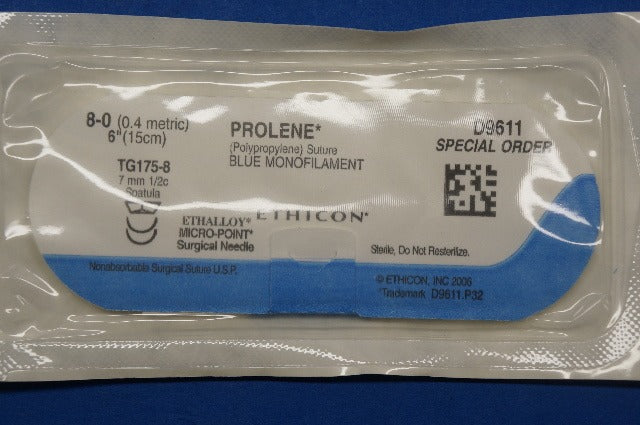 8-0 (0.4 metric)
6"(15cm)
TG175-8
7 mm 1/2c
Spatula
PROLENE*
(Polypropylene) Suture
BLUE MONOFILAMENT
D9611
SPECIAL ORDER
ETHICON*
ETHALLOY*
MICRO-POINT*
Surgical Needle
Sterile, Do Not Resterilize.
Nonabsorbable Surgical Suture U.S.P.
© ETHICON, INC 2006
*Trademark D9611.P32